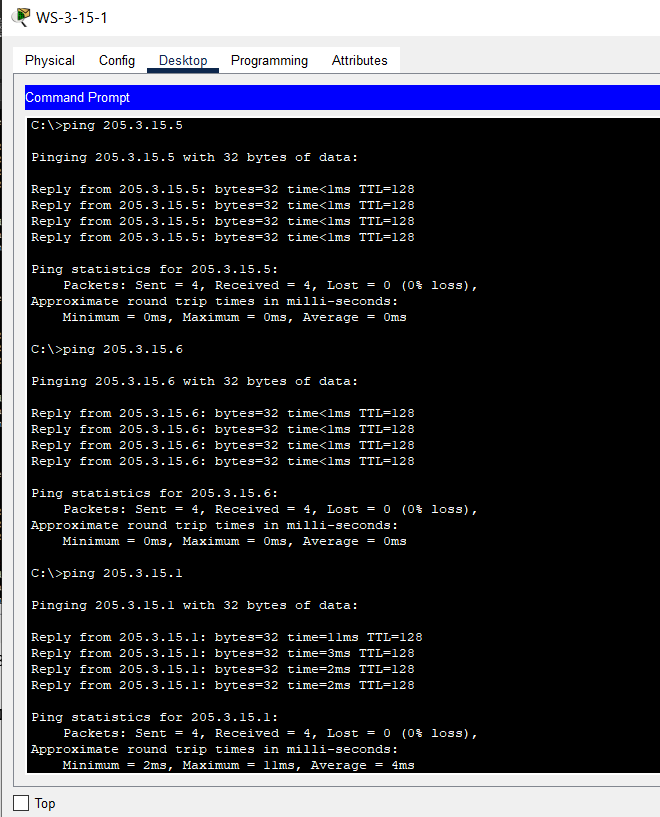 WS-3-15-1
Physical Config Desktop Programming Attributes
Command Prompt
C:\>ping 205.3.15.5
Pinging 205.3.15.5 with 32 bytes of data:
Reply from 205.3.15.5: bytes=32 time<1ms TTL=128
Reply from 205.3.15.5: bytes=32 time<1ms TTL=128
Reply from 205.3.15.5: bytes=32 time<1ms TTL=128
Reply from 205.3.15.5: bytes=32 time<1ms TTL=128
Ping statistics for 205.3.15.5:
    Packets: Sent = 4, Received = 4, Lost = 0 (0% loss),
Approximate round trip times in milli-seconds:
    Minimum = 0ms, Maximum = 0ms, Average = 0ms
C:\>ping 205.3.15.6
Pinging 205.3.15.6 with 32 bytes of data:
Reply from 205.3.15.6: bytes=32 time<1ms TTL=128
Reply from 205.3.15.6: bytes=32 time<1ms TTL=128
Reply from 205.3.15.6: bytes=32 time<1ms TTL=128
Reply from 205.3.15.6: bytes=32 time<1ms TTL=128
Ping statistics for 205.3.15.6:
    Packets: Sent = 4, Received = 4, Lost = 0 (0% loss),
Approximate round trip times in milli-seconds:
    Minimum = 0ms, Maximum = 0ms, Average = 0ms
C:\>ping 205.3.15.1
Pinging 205.3.15.1 with 32 bytes of data:
Reply from 205.3.15.1: bytes=32 time=11ms TTL=128
Reply from 205.3.15.1: bytes=32 time=3ms TTL=128
Reply from 205.3.15.1: bytes=32 time=2ms TTL=128
Reply from 205.3.15.1: bytes=32 time=2ms TTL=128
Ping statistics for 205.3.15.1:
    Packets: Sent = 4, Received = 4, Lost = 0 (0% loss),
Approximate round trip times in milli-seconds:
    Minimum = 2ms, Maximum = 11ms, Average = 4ms
Top